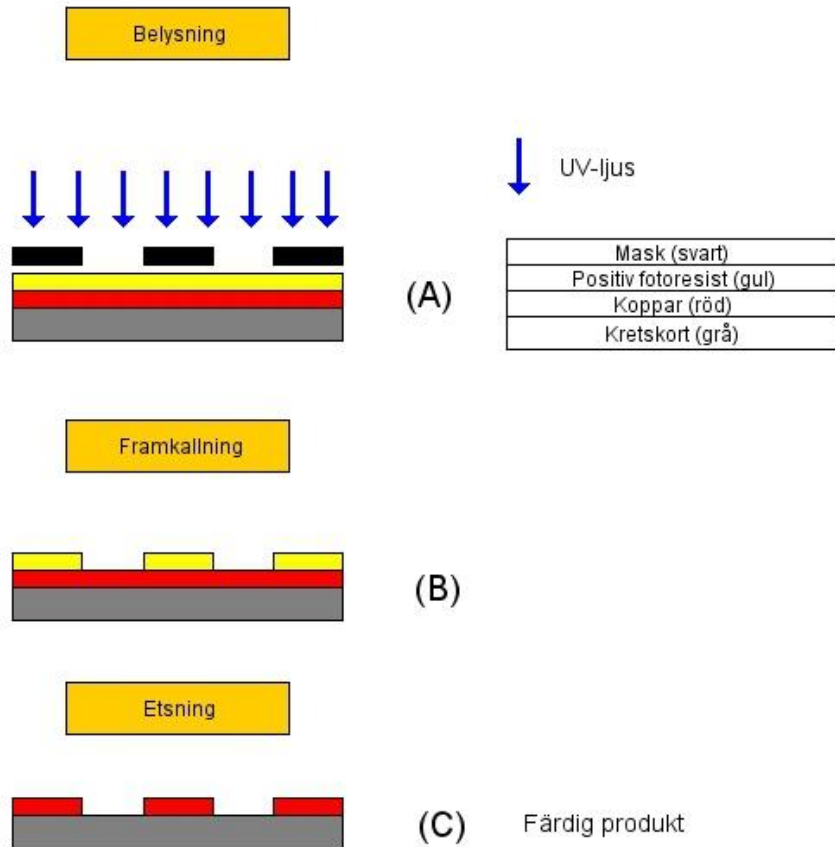 Belysning
UV-ljus
Mask (svart)
Positiv fotoresist (gul)
(A)
Koppar (röd)
Kretskort (grå)
Framkallning
(B)
Etsning
(C)
Färdig produkt